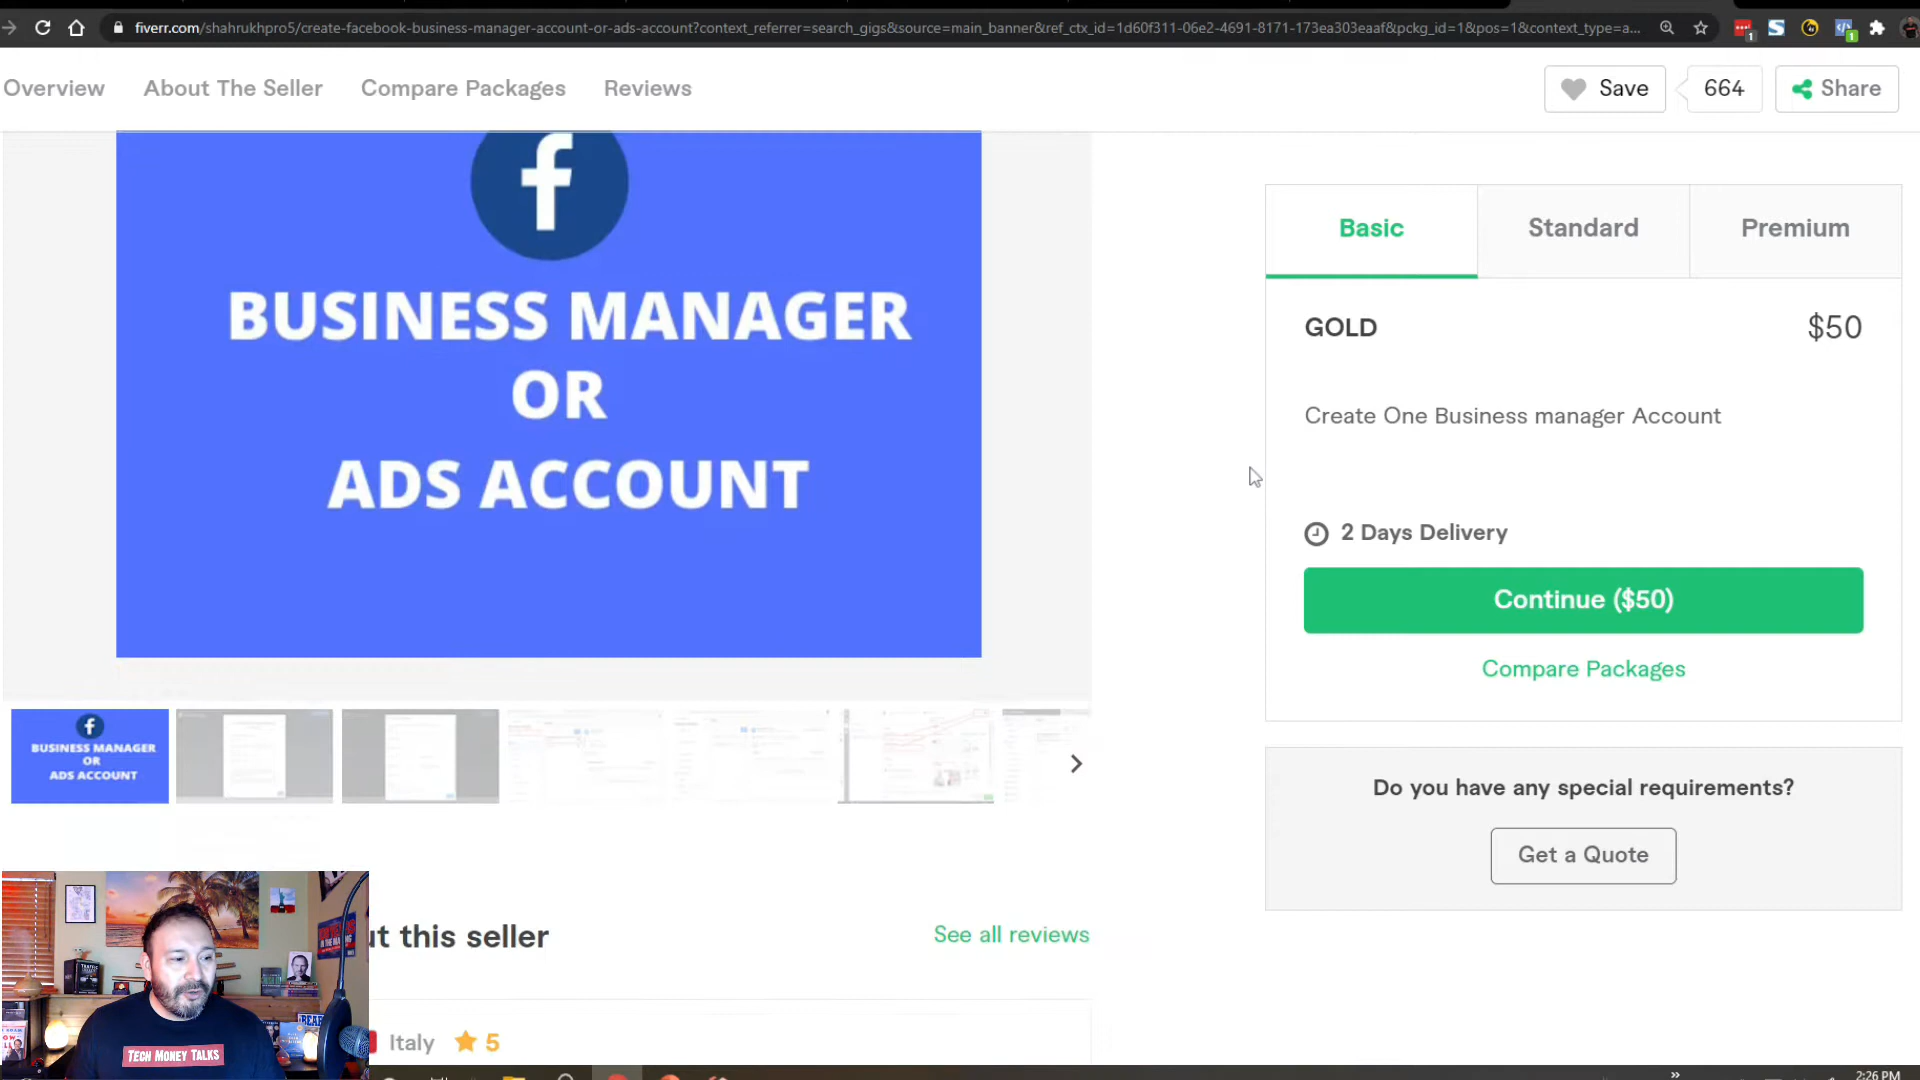 fiverr.com/shahrukhpro5/create-facebook-business-manager-account-or-ads-account?context_referrer=search_gigs&source=main_banner&ref_ctx_id=1d60f311-06e2-4691-8171-173ea303eaaf&pckg_id=1&pos=1&context_type=a...
Overview About The Seller Compare Packages Reviews
Save 664 Share
f
BUSINESS MANAGER
OR
ADS ACCOUNT
Basic Standard Premium
GOLD $50
Create One Business manager Account
2 Days Delivery
Continue ($50)
Compare Packages
f
BUSINESS MANAGER
OR
ADS ACCOUNT
Do you have any special requirements?
Get a Quote
ut this seller See all reviews
Italy 5
TECH MONEY TALKS
2:26 PM